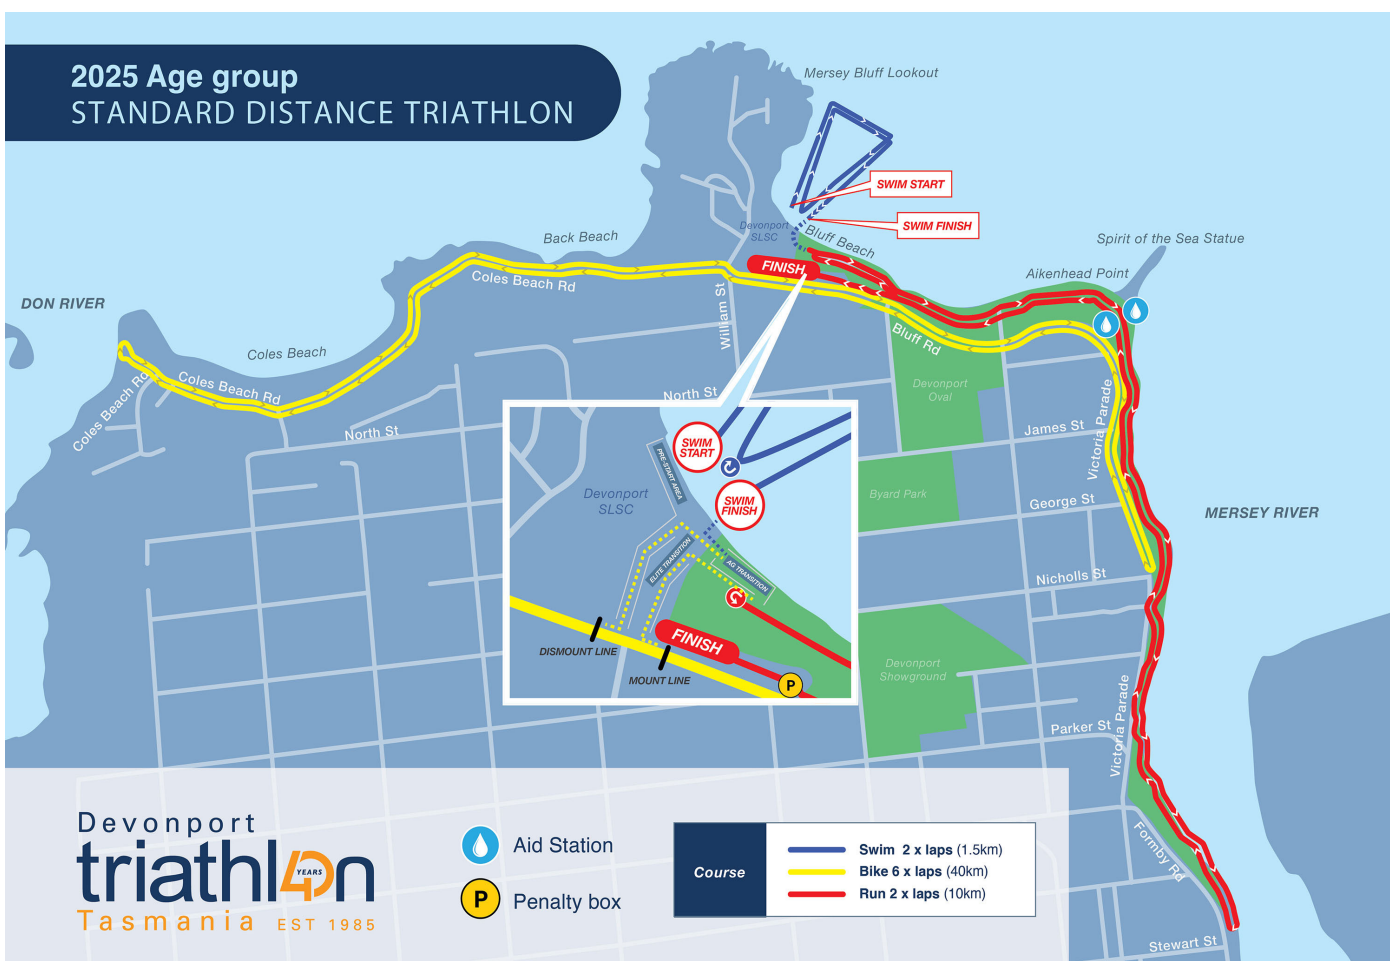 2025 Age group
STANDARD DISTANCE TRIATHLON
Mersey Bluff Lookout
SWIM START
SWIM FINISH
Devonport
SLSC
Bluff Beach
Spirit of the Sea Statue
Back Beach
FINISH
Aikenhead Point
Coles Beach Rd
DON RIVER
William St
Bluff Rd
Coles Beach
Coles Beach Rd
Coles Beach Rd
North St
Devonport
Oval
North St
James St
Victoria Parade
SWIM
START
PRE-START AREA
Devonport
SLSC
SWIM
FINISH
Byard Park
George St
MERSEY RIVER
ELITE TRANSITION
AG TRANSITION
Nicholls St
FINISH
DISMOUNT LINE
MOUNT LINE
P
Devonport
Showground
Parker St
Victoria Parade
Devonport
triathlon
40
YEARS
Tasmania EST 1985
Aid Station
P
Penalty box
Course
Swim 2 x laps (1.5km)
Bike 6 x laps (40km)
Run 2 x laps (10km)
Formby Rd
Stewart St